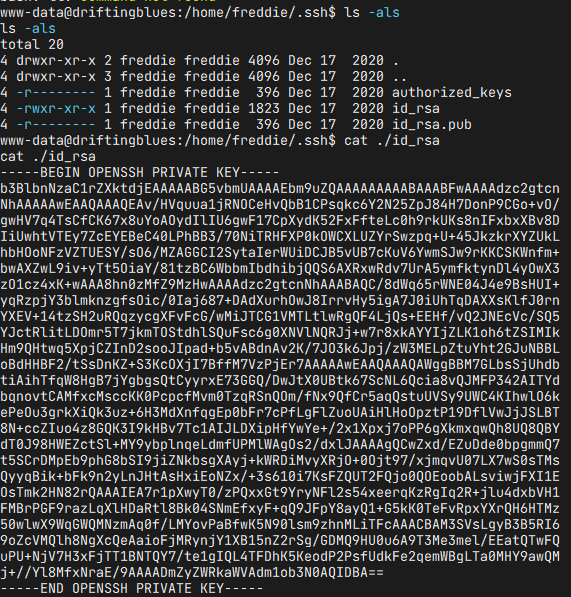 www-data@driftingblues:/home/freddie/.ssh$ ls -als
ls -als
total 20
4 drwxr-xr-x 2 freddie freddie 4096 Dec 17  2020 .
4 drwxr-xr-x 3 freddie freddie 4096 Dec 17  2020 ..
4 -r-------- 1 freddie freddie  396 Dec 17  2020 authorized_keys
4 -rwxr-xr-x 1 freddie freddie 1823 Dec 17  2020 id_rsa
4 -r-------- 1 freddie freddie  396 Dec 17  2020 id_rsa.pub
www-data@driftingblues:/home/freddie/.ssh$ cat ./id_rsa
cat ./id_rsa
-----BEGIN OPENSSH PRIVATE KEY-----
b3BlbnNzaC1rZXktdjEAAAAABG5vbmUAAAAEbm9uZQAAAAAAAAABAAABFwAAAAdzc2gtcn
NhAAAAAwEAAQAAAQEAv/HVquua1jRNOCeHvQbB1CPsqkc6Y2N25ZpJ84H7DonP9CGo+vO/
gwHV7q4TsCfCK67x8uYoAOydIlIU6gwF17CpXydK52FxFfteLc0h9rkUKs8nIFxbxXBv8D
IiUwhtVTEy7ZcEYEBeC40LPhBB3/70NiTRHFXP0kOWCXLUZYrSwzpq+U+45JkzkrXYZUkL
hbHOoNFzVZTUESY/sO6/MZAGGCI2SytaIerWUiDCJB5vUB7cKuV6YwmSJw9rKKCSKWnfm+
bwAXZwL9iv+yTt5OiaY/81tzBC6WbbmIbdhibjQQS6AXRxwRdv7UrA5ymfktynDl4yOwX3
zO1cz4xK+wAAA8hn0zMfZ9MzHwAAAAdzc2gtcnNhAAABAQC/8dWq65rWNE04J4e9BsHUI+
yqRzpjY3blmknzgfsOic/0Iaj687+DAdXurhOwJ8IrrvHy5igA7J0iUhTqDAXXsKlfJ0rn
YXEV+14tzSH2uRQqzycgXFvFcG/wMiJTCG1VMTLtlwRgQF4LjQs+EEHf/vQ2JNEcVc/SQ5
YJctRlitLDOmr5T7jkmTOStdhlSQuFsc6g0XNVlNQRJj+w7r8xkAYYIjZLK1oh6tZSIMIk
Hm9QHtwq5XpjCZInD2sooJIpad+b5vABdnAv2K/7JO3k6Jpj/zW3MELpZtuYht2GJuNBBL
oBdHHBF2/tSsDnKZ+S3KcOXjI7BffM7VzPjEr7AAAAAwEAAQAAAQAWggBBM7GLbsSjUhdb
tiAihTfqW8HgB7jYgbgsQtCyyrxE73GGQ/DwJtX0UBtk67ScNL6Qcia8vQJMFP342AITYd
bqnovtCAMfxcMsccKK0PcpcfMvm0TzqRSnQOm/fNx9QfCr5aqQstuUVSy9UWC4KIhwlO6k
ePeOu3grkXiQk3uz+6H3MdXnfqgEp0bFr7cPfLgFlZuoUAiHlHoOpztP19DflVwJjJSLBT
8N+ccZIuo4z8GQK3I9kHBv7Tc1AIJLDXipHfYwYe+/2x1Xpxj7oPP6gXkmxqwQh8UQ8QBY
dT0J98HWEZctSl+MY9ybplnqeLdmfUPMlWAgOs2/dxlJAAAAgQCwZxd/EZuDde0bpgmmQ7
t5SCrDMpEb9phG8bSI9jiZNkbsgXAyj+kWRDiMvyXRjO+0Ojt97/xjmqvU07LX7wS0sTMs
QyyqBik+bFk9n2yLnJHtAsHxiEoNZx/+3s610i7KsFZQUT2FQjo0QOEoobALsviwjFXI1E
OsTmk2HN82rQAAAIEA7r1pXwyT0/zPQxxGt9YryNFl2s54xeerqKzRgIq2R+jlu4dxbVH1
FMBrPGF9razLqXlHDaRtl8Bk04SNmEfxyF+qQ9JFpY8ayQ1+G5kK0TeFvRpxYXrQH6HTMz
50wlwX9WqGWQMNzmAq0f/LMYovPaBfwK5N90lsm9zhnMLiTFcAAACBAM3SVsLgyB3B5RI6
9oZcVMQlh8NgXcQeAaioFjMRynjY1XB15nZ2rSg/GDMQ9HU0u6A9T3Me3mel/EEatQTwFQ
uPU+NjV7H3xFjTT1BNTQY7/te1gIQL4TFDhK5KeodP2PsfUdkFe2qemWBgLTa0MHY9awQM
j+//Yl8MfxNraE/9AAAADmZyZWRkaWVAdm1ob3N0AQIDBA==
-----END OPENSSH PRIVATE KEY-----